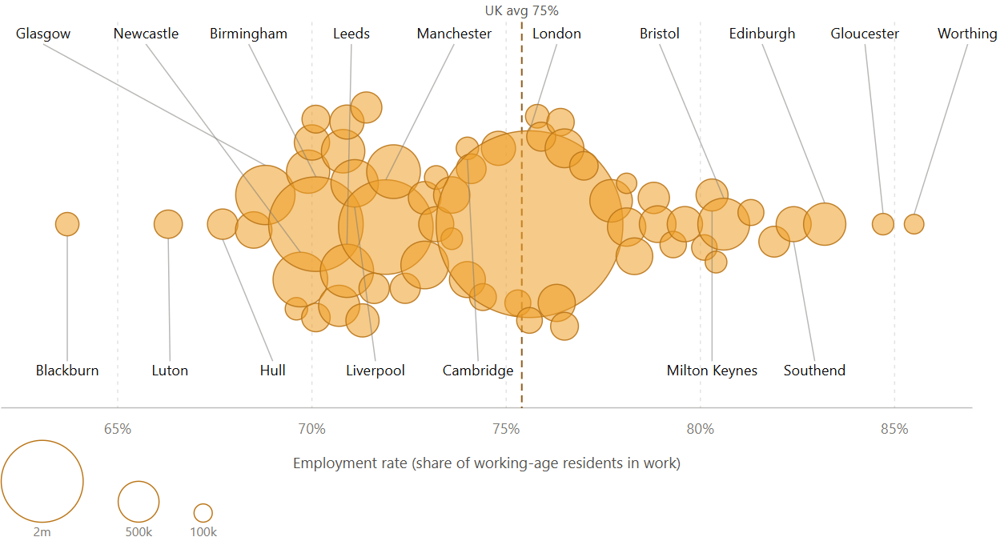 UK avg 75%
Glasgow
Newcastle
Birmingham
Leeds
Manchester
London
Bristol
Edinburgh
Gloucester
Worthing
Blackburn
Luton
Hull
Liverpool
Cambridge
Milton Keynes
Southend
65%
70%
75%
80%
85%
Employment rate (share of working-age residents in work)
2m
500k
100k